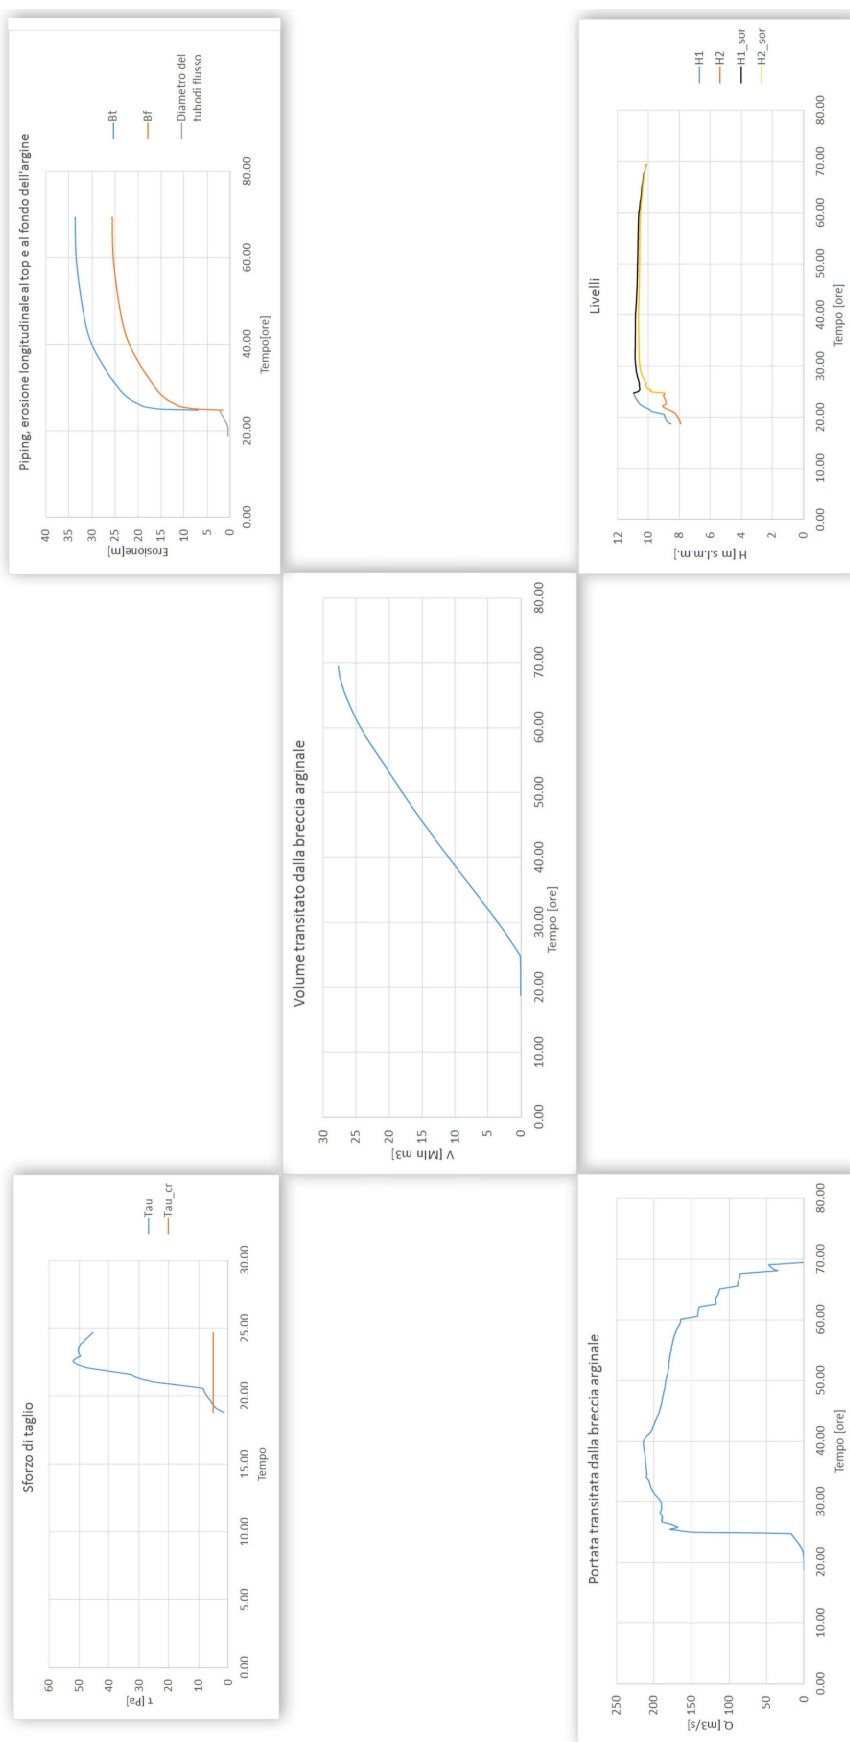 Sforzo di taglio
60
50
40
30
20
10
0
τ [Pa]
0.00 5.00 10.00 15.00 20.00 25.00 30.00
Tempo
Tau
Tau_cr
Piping, erosione longitudinale al top e al fondo dell'argine
40
35
30
25
20
15
10
5
0
Erosione[m]
0.00 20.00 40.00 60.00 80.00
Tempo[ore]
Bt
Bf
Diametro del
tubodi flusso
Volume transitato dalla breccia arginale
30
25
20
15
10
5
0
V [Mln m3]
0.00 10.00 20.00 30.00 40.00 50.00 60.00 70.00 80.00
Tempo [ore]
Portata transitata dalla breccia arginale
250
200
150
100
50
0
Q [m3/s]
0.00 10.00 20.00 30.00 40.00 50.00 60.00 70.00 80.00
Tempo [ore]
Livelli
12
10
8
6
4
2
0
H [m s.l.m.m.]
0.00 10.00 20.00 30.00 40.00 50.00 60.00 70.00 80.00
Tempo [ore]
H1
H2
H1_sor
H2_sor